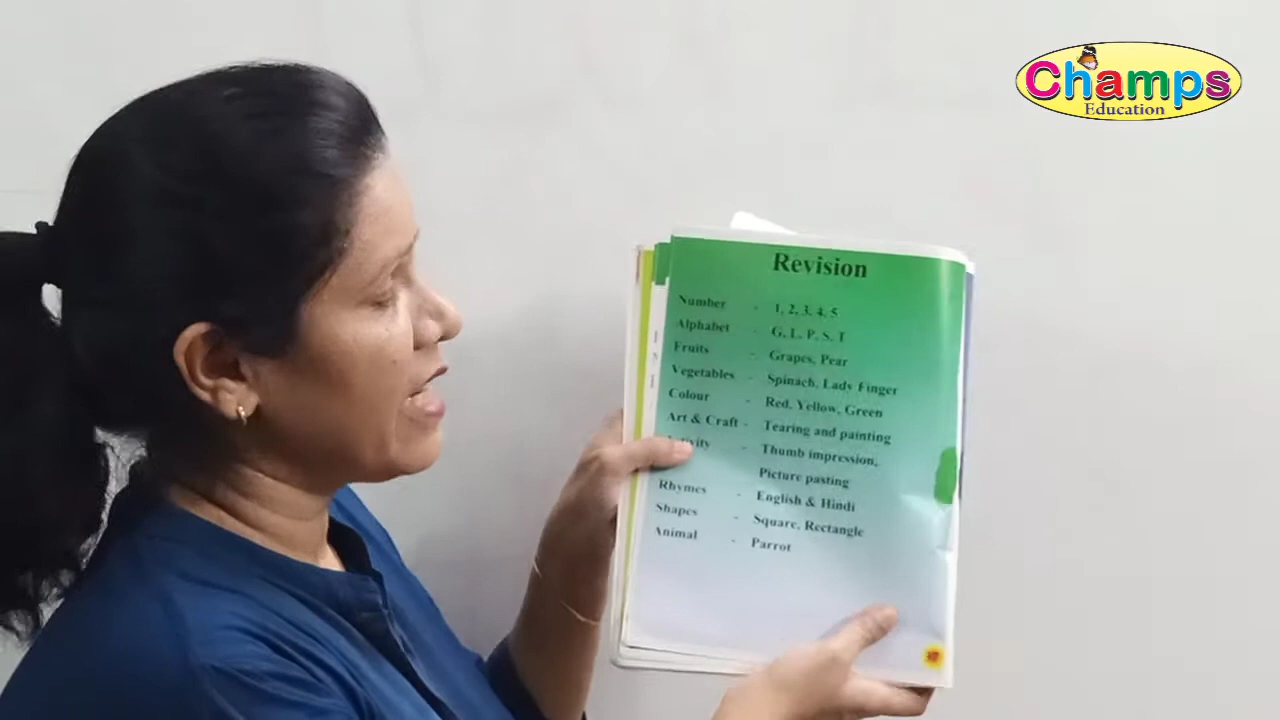 Champs
Education
Revision
Number - 1, 2, 3, 4, 5
Alphabet - G, L, P, S, T
Fruits - Grapes, Pear
Vegetables - Spinach, Lady Finger
Colour - Red, Yellow, Green
Art & Craft - Tearing and painting
- Thumb impression,
Picture pasting
Rhymes - English & Hindi
Shapes - Square, Rectangle
Animal - Parrot